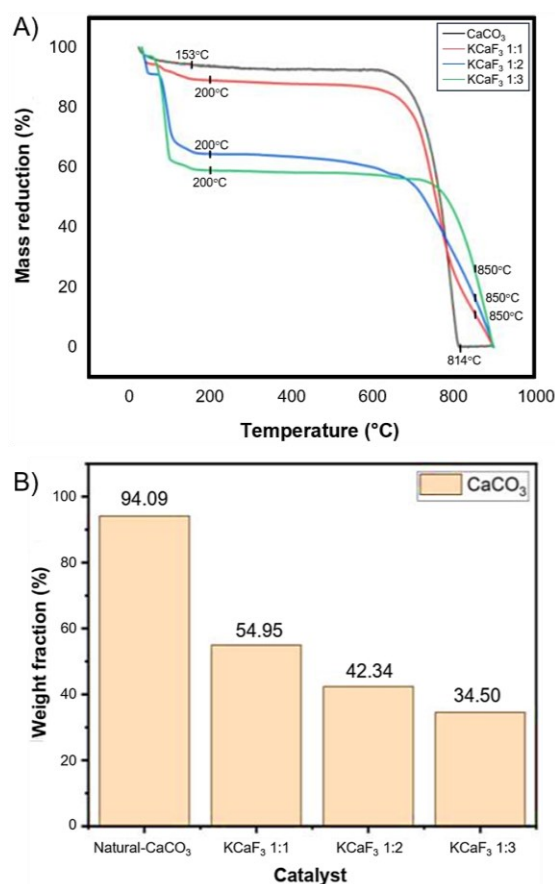 A)
CaCO₃
KCaF₃ 1:1
KCaF₃ 1:2
KCaF₃ 1:3
100
80
60
40
20
0
Mass reduction (%)
153°C
200°C
200°C
200°C
850°C
850°C
850°C
814°C
0
200
400
600
800
1000
Temperature (°C)
B)
CaCO₃
100
80
60
40
20
0
Weight fraction (%)
94.09
54.95
42.34
34.50
Natural-CaCO₃
KCaF₃ 1:1
KCaF₃ 1:2
KCaF₃ 1:3
Catalyst